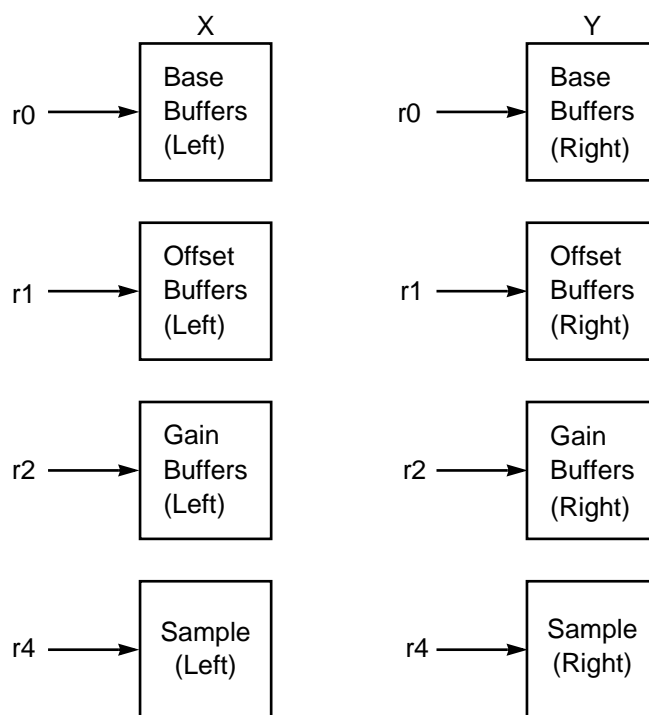 X
Y
r0
Base
Buffers
(Left)
r0
Base
Buffers
(Right)
r1
Offset
Buffers
(Left)
r1
Offset
Buffers
(Right)
r2
Gain
Buffers
(Left)
r2
Gain
Buffers
(Right)
r4
Sample
(Left)
r4
Sample
(Right)